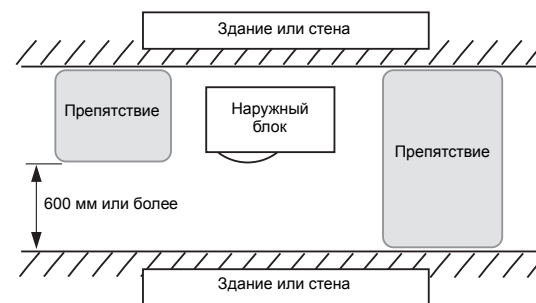 Здание или стена
Препятствие
Наружный
блок
Препятствие
600 мм или более
Здание или стена